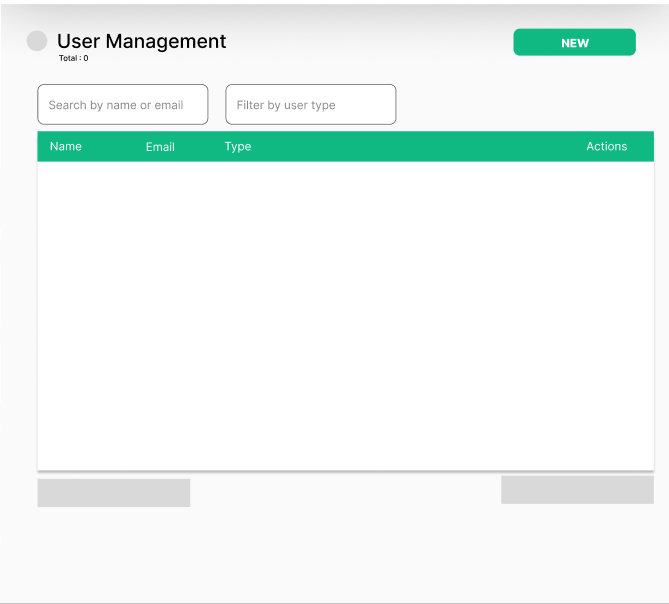 User Management
NEW
Total : 0
Search by name or email
Filter by user type
Name Email Type Actions